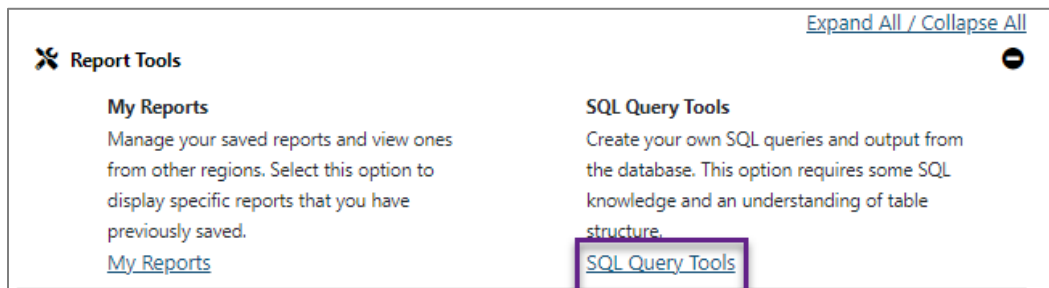 Expand All / Collapse All
Report Tools
My Reports
Manage your saved reports and view ones
from other regions. Select this option to
display specific reports that you have
previously saved.
My Reports
SQL Query Tools
Create your own SQL queries and output from
the database. This option requires some SQL
knowledge and an understanding of table
structure.
SQL Query Tools